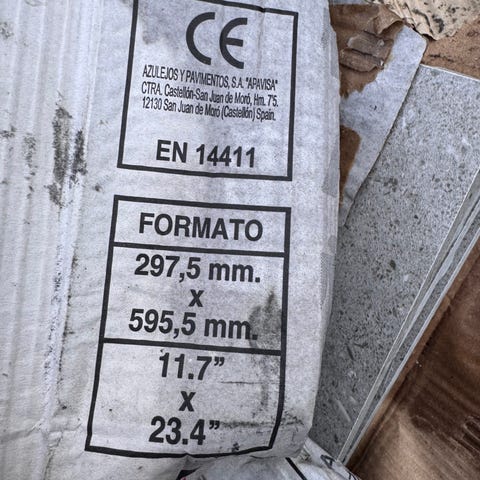 CE
AZULEJOS Y PAVIMENTOS, S.A. "APAVISA"
CTRA. Castellón-San Juan de Moró, Hm. 7'5.
12130 San Juan de Moró (Castellón) Spain.
EN 14411
FORMATO
297,5 mm.
x
595,5 mm.
11.7"
x
23.4"